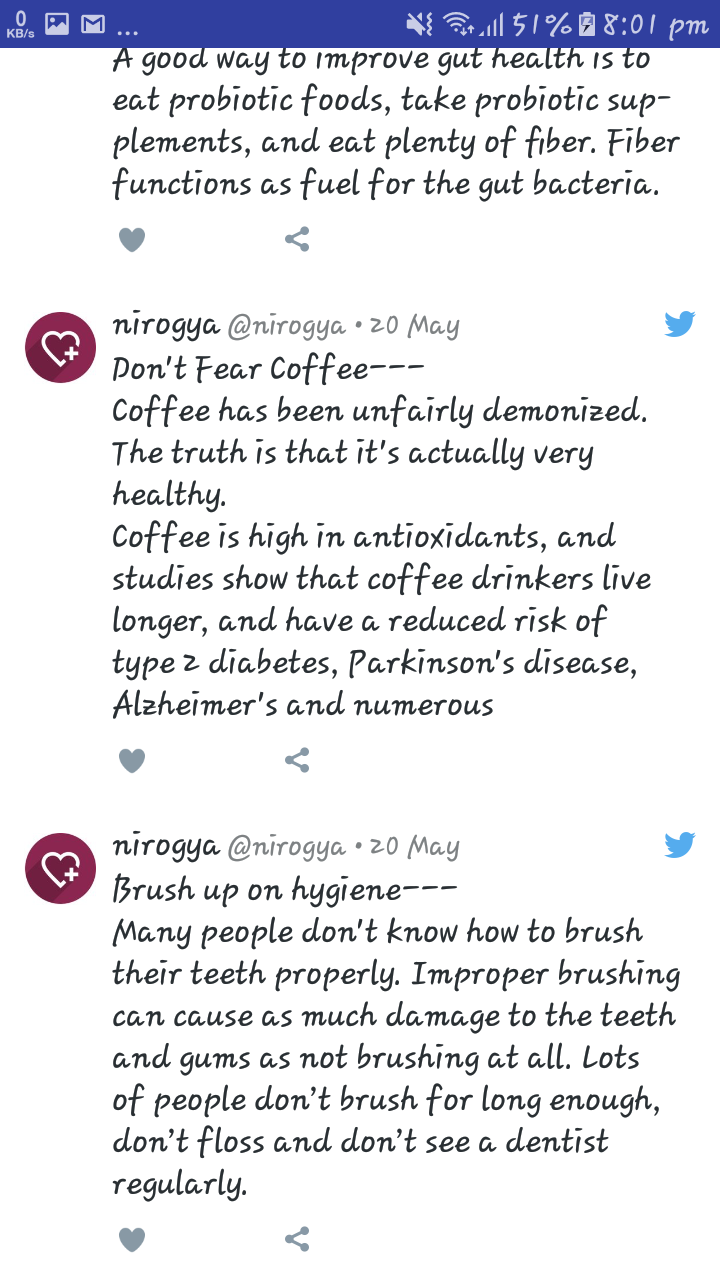 0
KB/s
... 51% 8:01 pm
A good way to improve gut health is to
eat probiotic foods, take probiotic sup-
plements, and eat plenty of fiber. Fiber
functions as fuel for the gut bacteria.
nirogya @nirogya • 20 May
Don't Fear Coffee---
Coffee has been unfairly demonized.
The truth is that it's actually very
healthy.
Coffee is high in antioxidants, and
studies show that coffee drinkers live
longer, and have a reduced risk of
type 2 diabetes, Parkinson's disease,
Alzheimer's and numerous
nirogya @nirogya • 20 May
Brush up on hygiene---
Many people don't know how to brush
their teeth properly. Improper brushing
can cause as much damage to the teeth
and gums as not brushing at all. Lots
of people don’t brush for long enough,
don’t floss and don’t see a dentist
regularly.